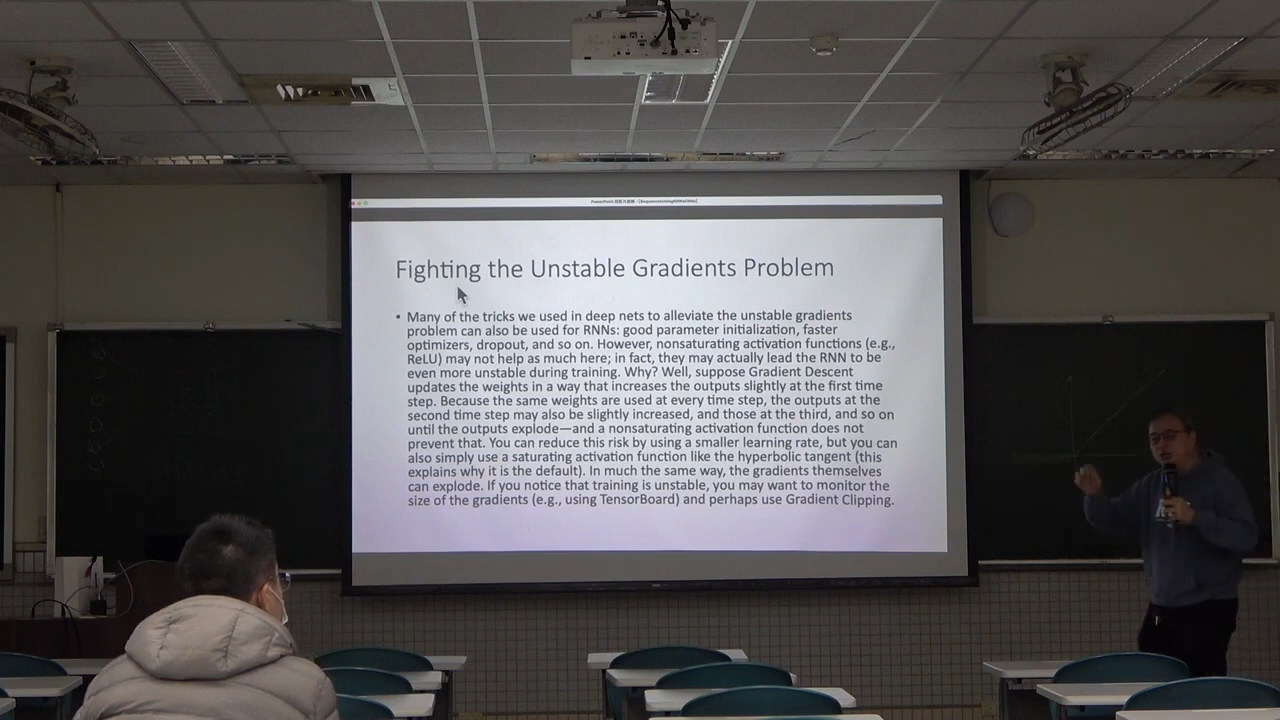 Fighting the Unstable Gradients Problem
• Many of the tricks we used in deep nets to alleviate the unstable gradients
problem can also be used for RNNs: good parameter initialization, faster
optimizers, dropout, and so on. However, nonsaturating activation functions (e.g.,
ReLU) may not help as much here; in fact, they may actually lead the RNN to be
even more unstable during training. Why? Well, suppose Gradient Descent
updates the weights in a way that increases the outputs slightly at the first time
step. Because the same weights are used at every time step, the outputs at the
second time step may also be slightly increased, and those at the third, and so on
until the outputs explode—and a nonsaturating activation function does not
prevent that. You can reduce this risk by using a smaller learning rate, but you can
also simply use a saturating activation function like the hyperbolic tangent (this
explains why it is the default). In much the same way, the gradients themselves
can explode. If you notice that training is unstable, you may want to monitor the
size of the gradients (e.g., using TensorBoard) and perhaps use Gradient Clipping.